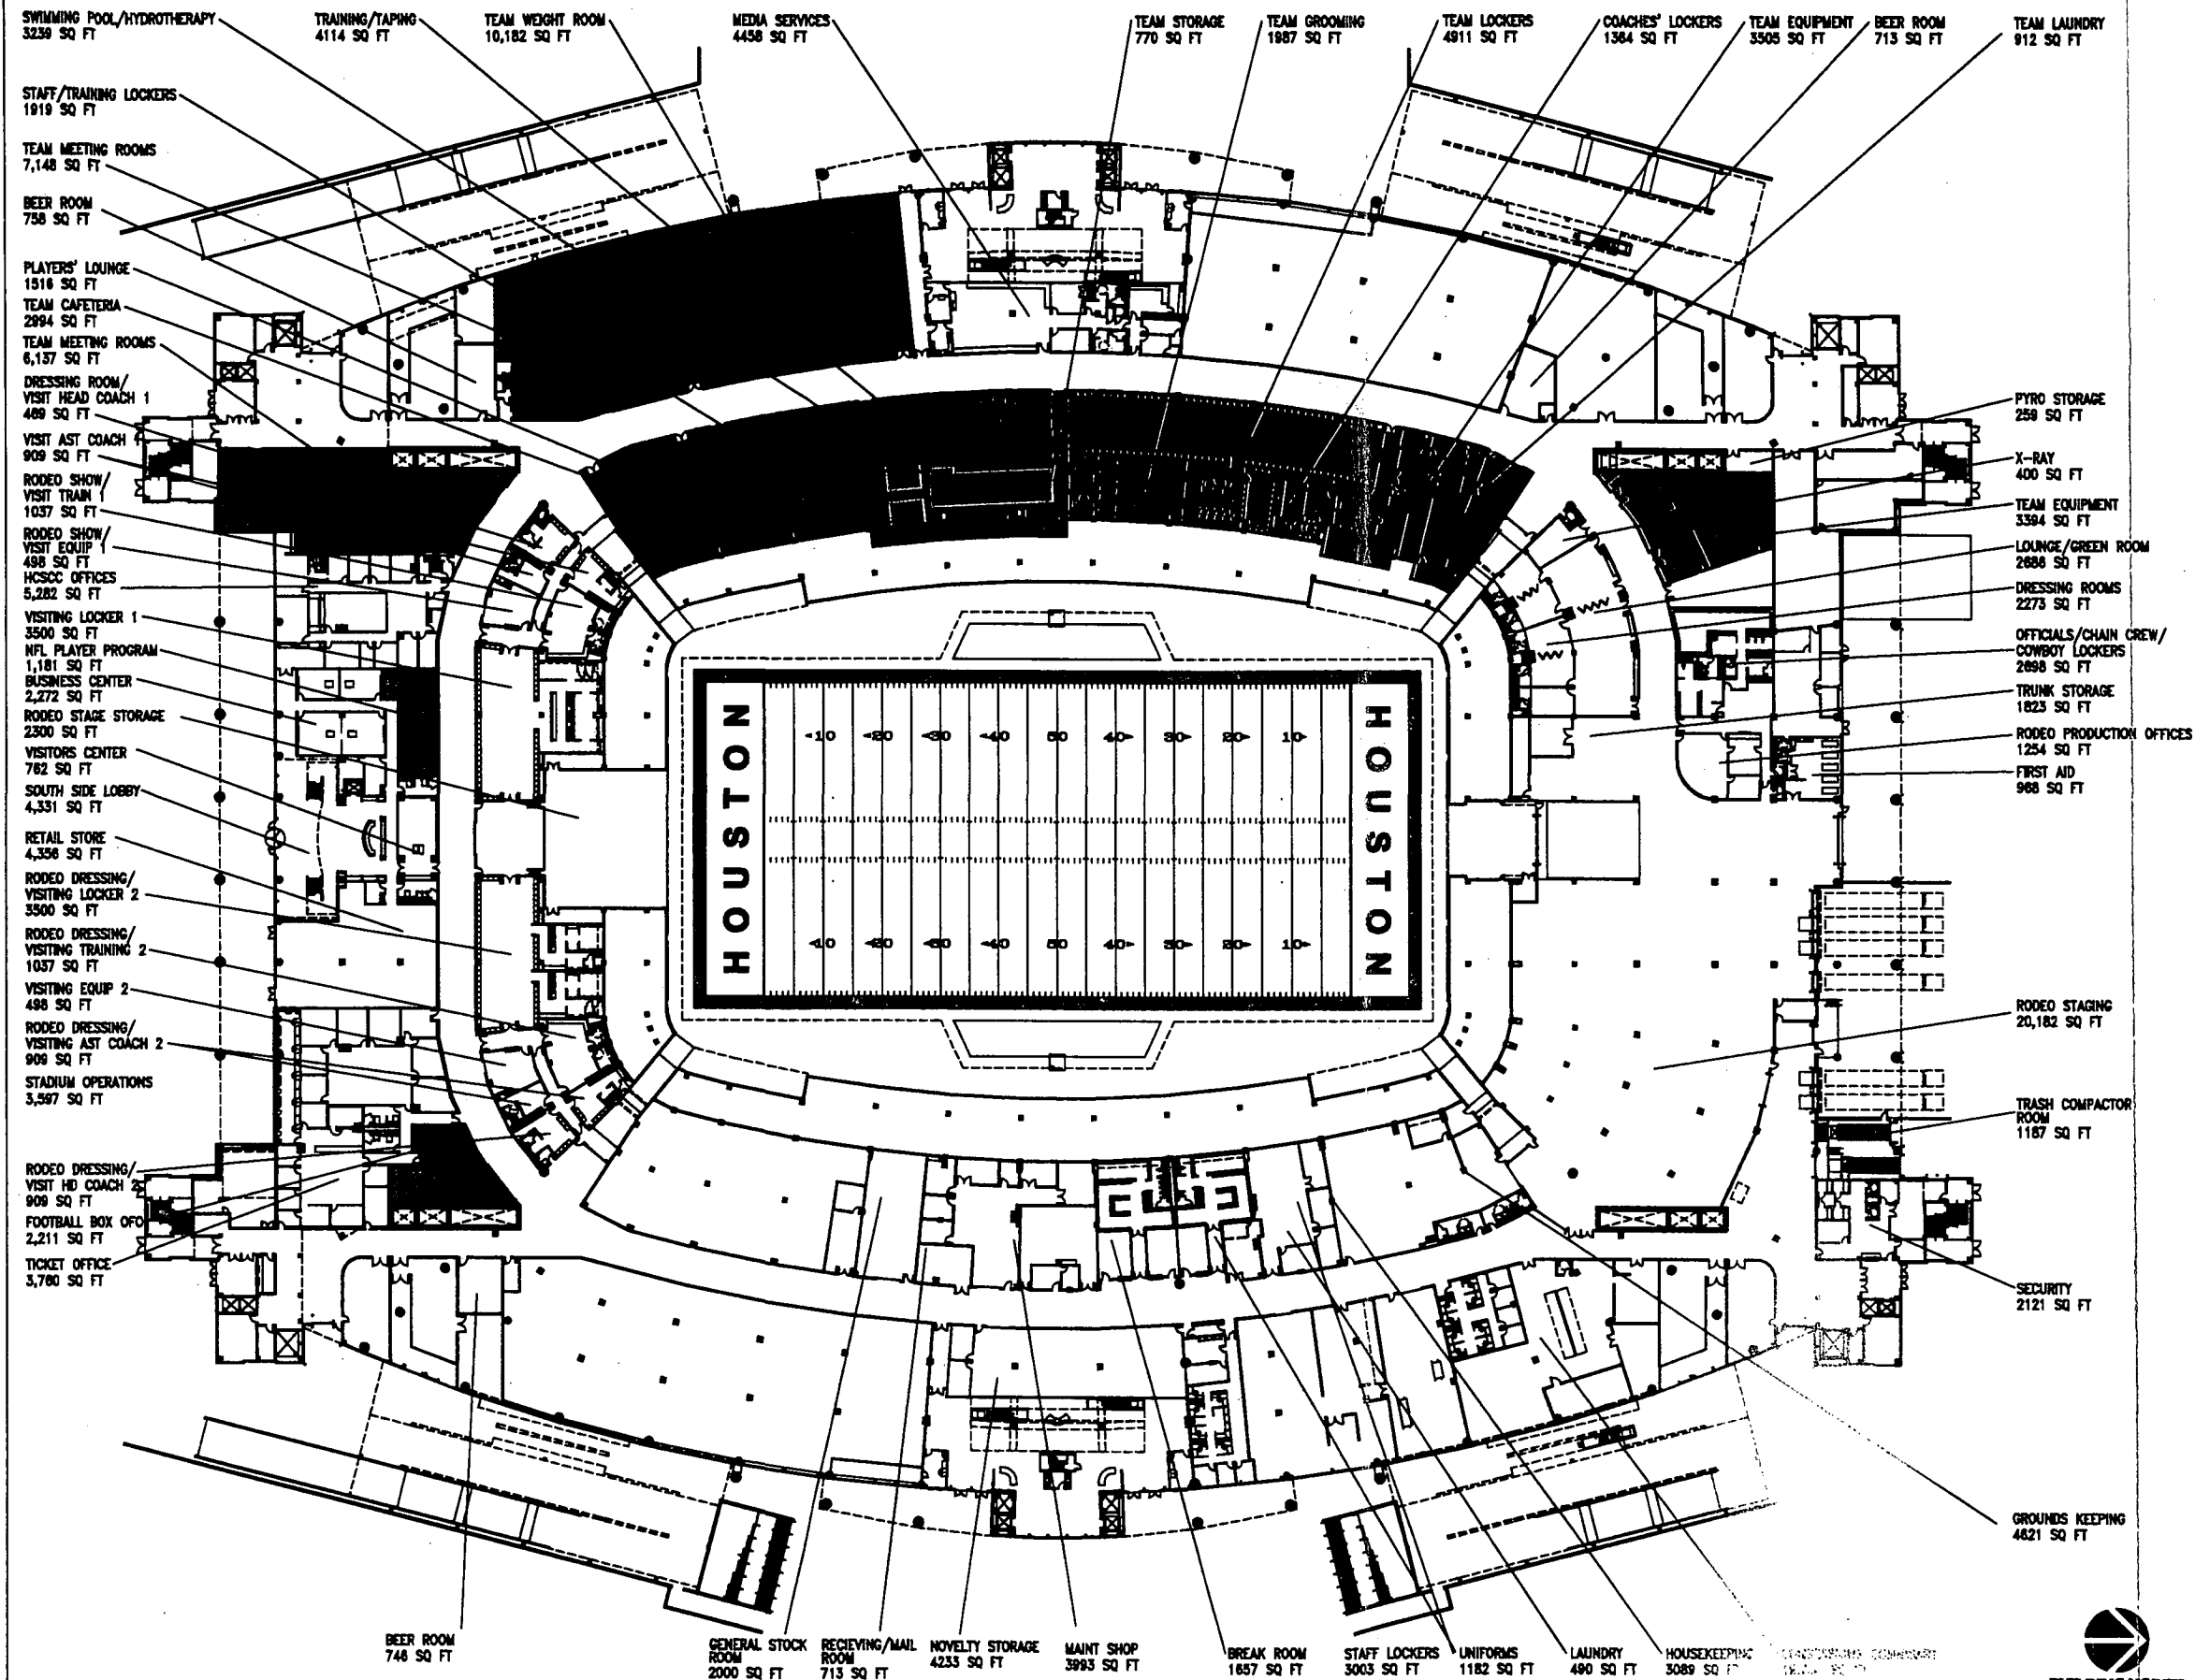 SWIMMING POOL/HYDROTHERAPY
3239 SQ FT
TRAINING/TAPING
4114 SQ FT
TEAM WEIGHT ROOM
10,182 SQ FT
MEDIA SERVICES
4458 SQ FT
TEAM STORAGE
770 SQ FT
TEAM GROOMING
1987 SQ FT
TEAM LOCKERS
4911 SQ FT
COACHES' LOCKERS
1364 SQ FT
TEAM EQUIPMENT
3505 SQ FT
BEER ROOM
713 SQ FT
TEAM LAUNDRY
912 SQ FT
STAFF/TRAINING LOCKERS
1919 SQ FT
TEAM MEETING ROOMS
7,148 SQ FT
BEER ROOM
758 SQ FT
PLAYERS' LOUNGE
1516 SQ FT
TEAM CAFETERIA
2994 SQ FT
TEAM MEETING ROOMS
6,137 SQ FT
DRESSING ROOM/
VISIT HEAD COACH 1
469 SQ FT
VISIT AST COACH 1
909 SQ FT
RODEO SHOW/
VISIT TRAIN 1
1037 SQ FT
RODEO SHOW/
VISIT EQUIP 1
498 SQ FT
HCSCC OFFICES
5,282 SQ FT
VISITING LOCKER 1
3500 SQ FT
NFL PLAYER PROGRAM
1,181 SQ FT
BUSINESS CENTER
2,272 SQ FT
RODEO STAGE STORAGE
2300 SQ FT
VISITORS CENTER
762 SQ FT
SOUTH SIDE LOBBY
4,331 SQ FT
RETAIL STORE
4,356 SQ FT
RODEO DRESSING/
VISITING LOCKER 2
3500 SQ FT
RODEO DRESSING/
VISITING TRAINING 2
1037 SQ FT
VISITING EQUIP 2
498 SQ FT
RODEO DRESSING/
VISITING AST COACH 2
909 SQ FT
STADIUM OPERATIONS
3,597 SQ FT
RODEO DRESSING/
VISIT HD COACH 2
909 SQ FT
FOOTBALL BOX OFC
2,211 SQ FT
TICKET OFFICE
3,760 SQ FT
HOUSTON
10 20 30 40 50 40 30 20 10
10 20 30 40 50 40 30 20 10
HOUSTON
PYRO STORAGE
259 SQ FT
X-RAY
400 SQ FT
TEAM EQUIPMENT
3394 SQ FT
LOUNGE/GREEN ROOM
2686 SQ FT
DRESSING ROOMS
2273 SQ FT
OFFICIALS/CHAIN CREW/
COWBOY LOCKERS
2698 SQ FT
TRUNK STORAGE
1823 SQ FT
RODEO PRODUCTION OFFICES
1254 SQ FT
FIRST AID
968 SQ FT
RODEO STAGING
20,182 SQ FT
TRASH COMPACTOR
ROOM
1187 SQ FT
SECURITY
2121 SQ FT
GROUNDS KEEPING
4621 SQ FT
BEER ROOM
746 SQ FT
GENERAL STOCK
ROOM
2000 SQ FT
RECIEVING/MAIL
ROOM
713 SQ FT
NOVELTY STORAGE
4233 SQ FT
MAINT SHOP
3993 SQ FT
BREAK ROOM
1657 SQ FT
STAFF LOCKERS
3003 SQ FT
UNIFORMS
1182 SQ FT
LAUNDRY
490 SQ FT
HOUSEKEEPING
3089 SQ FT